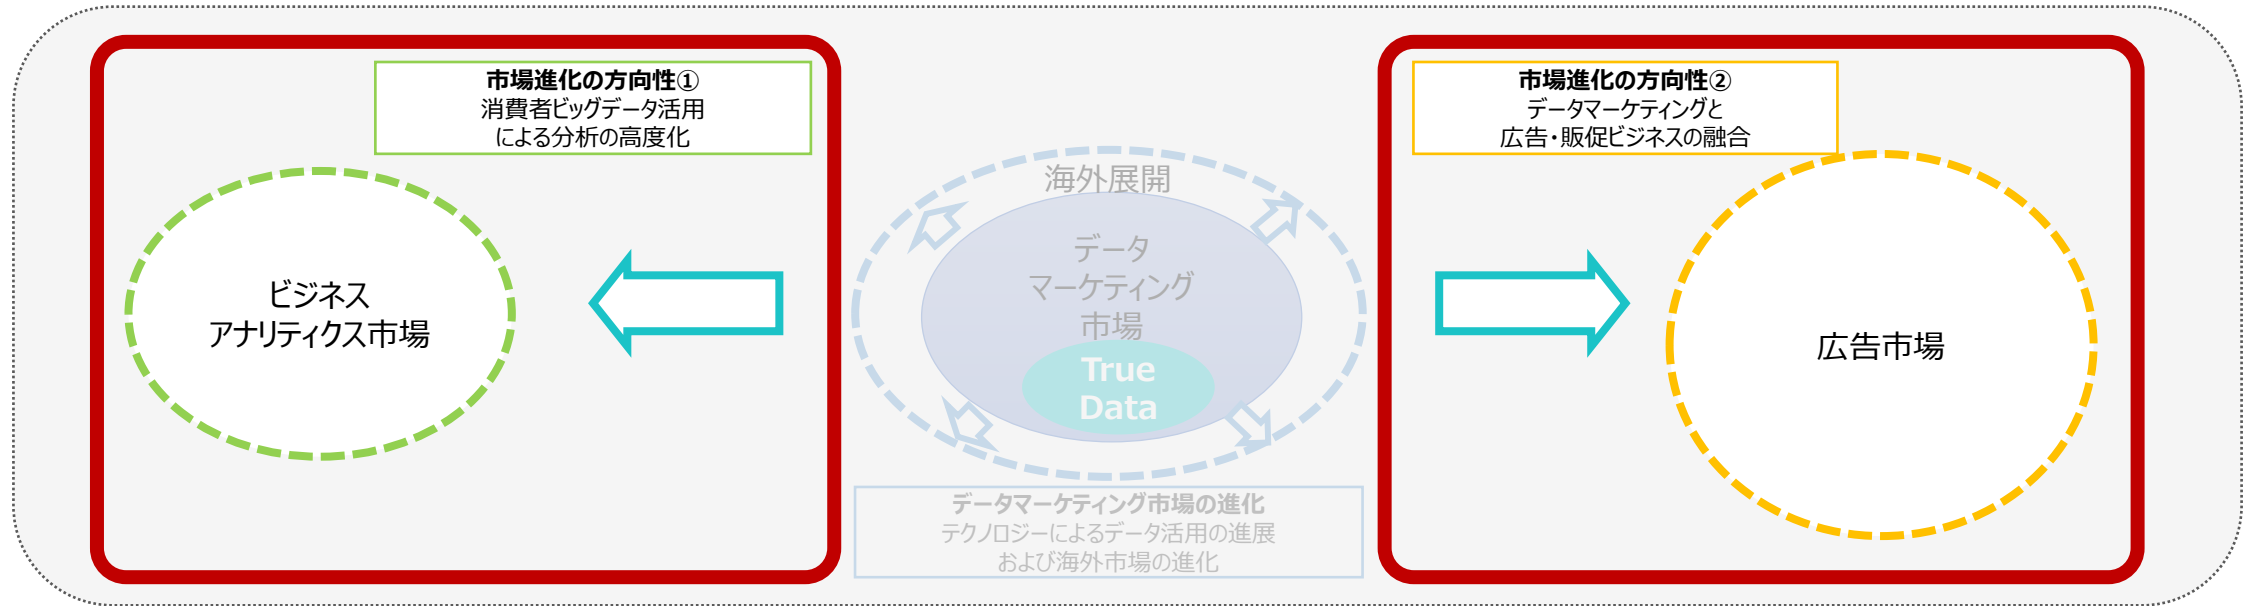 市場進化の方向性①
消費者ビッグデータ活用
による分析の高度化
ビジネス
アナリティクス市場
海外展開
データ
マーケティング
市場
True
Data
データマーケティング市場の進化
テクノロジーによるデータ活用の進展
および海外市場の進化
市場進化の方向性②
データマーケティングと
広告・販促ビジネスの融合
広告市場